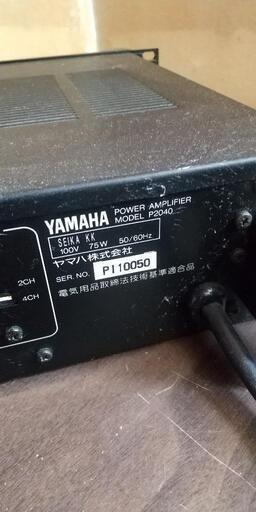 YAMAHA POWER AMPLIFIER
MODEL P2040
SEIKA KK
100V 75W 50/60Hz
ヤマハ株式会社
SER. NO. P110050
電気用品取締法技術基準適合品
2CH
4CH